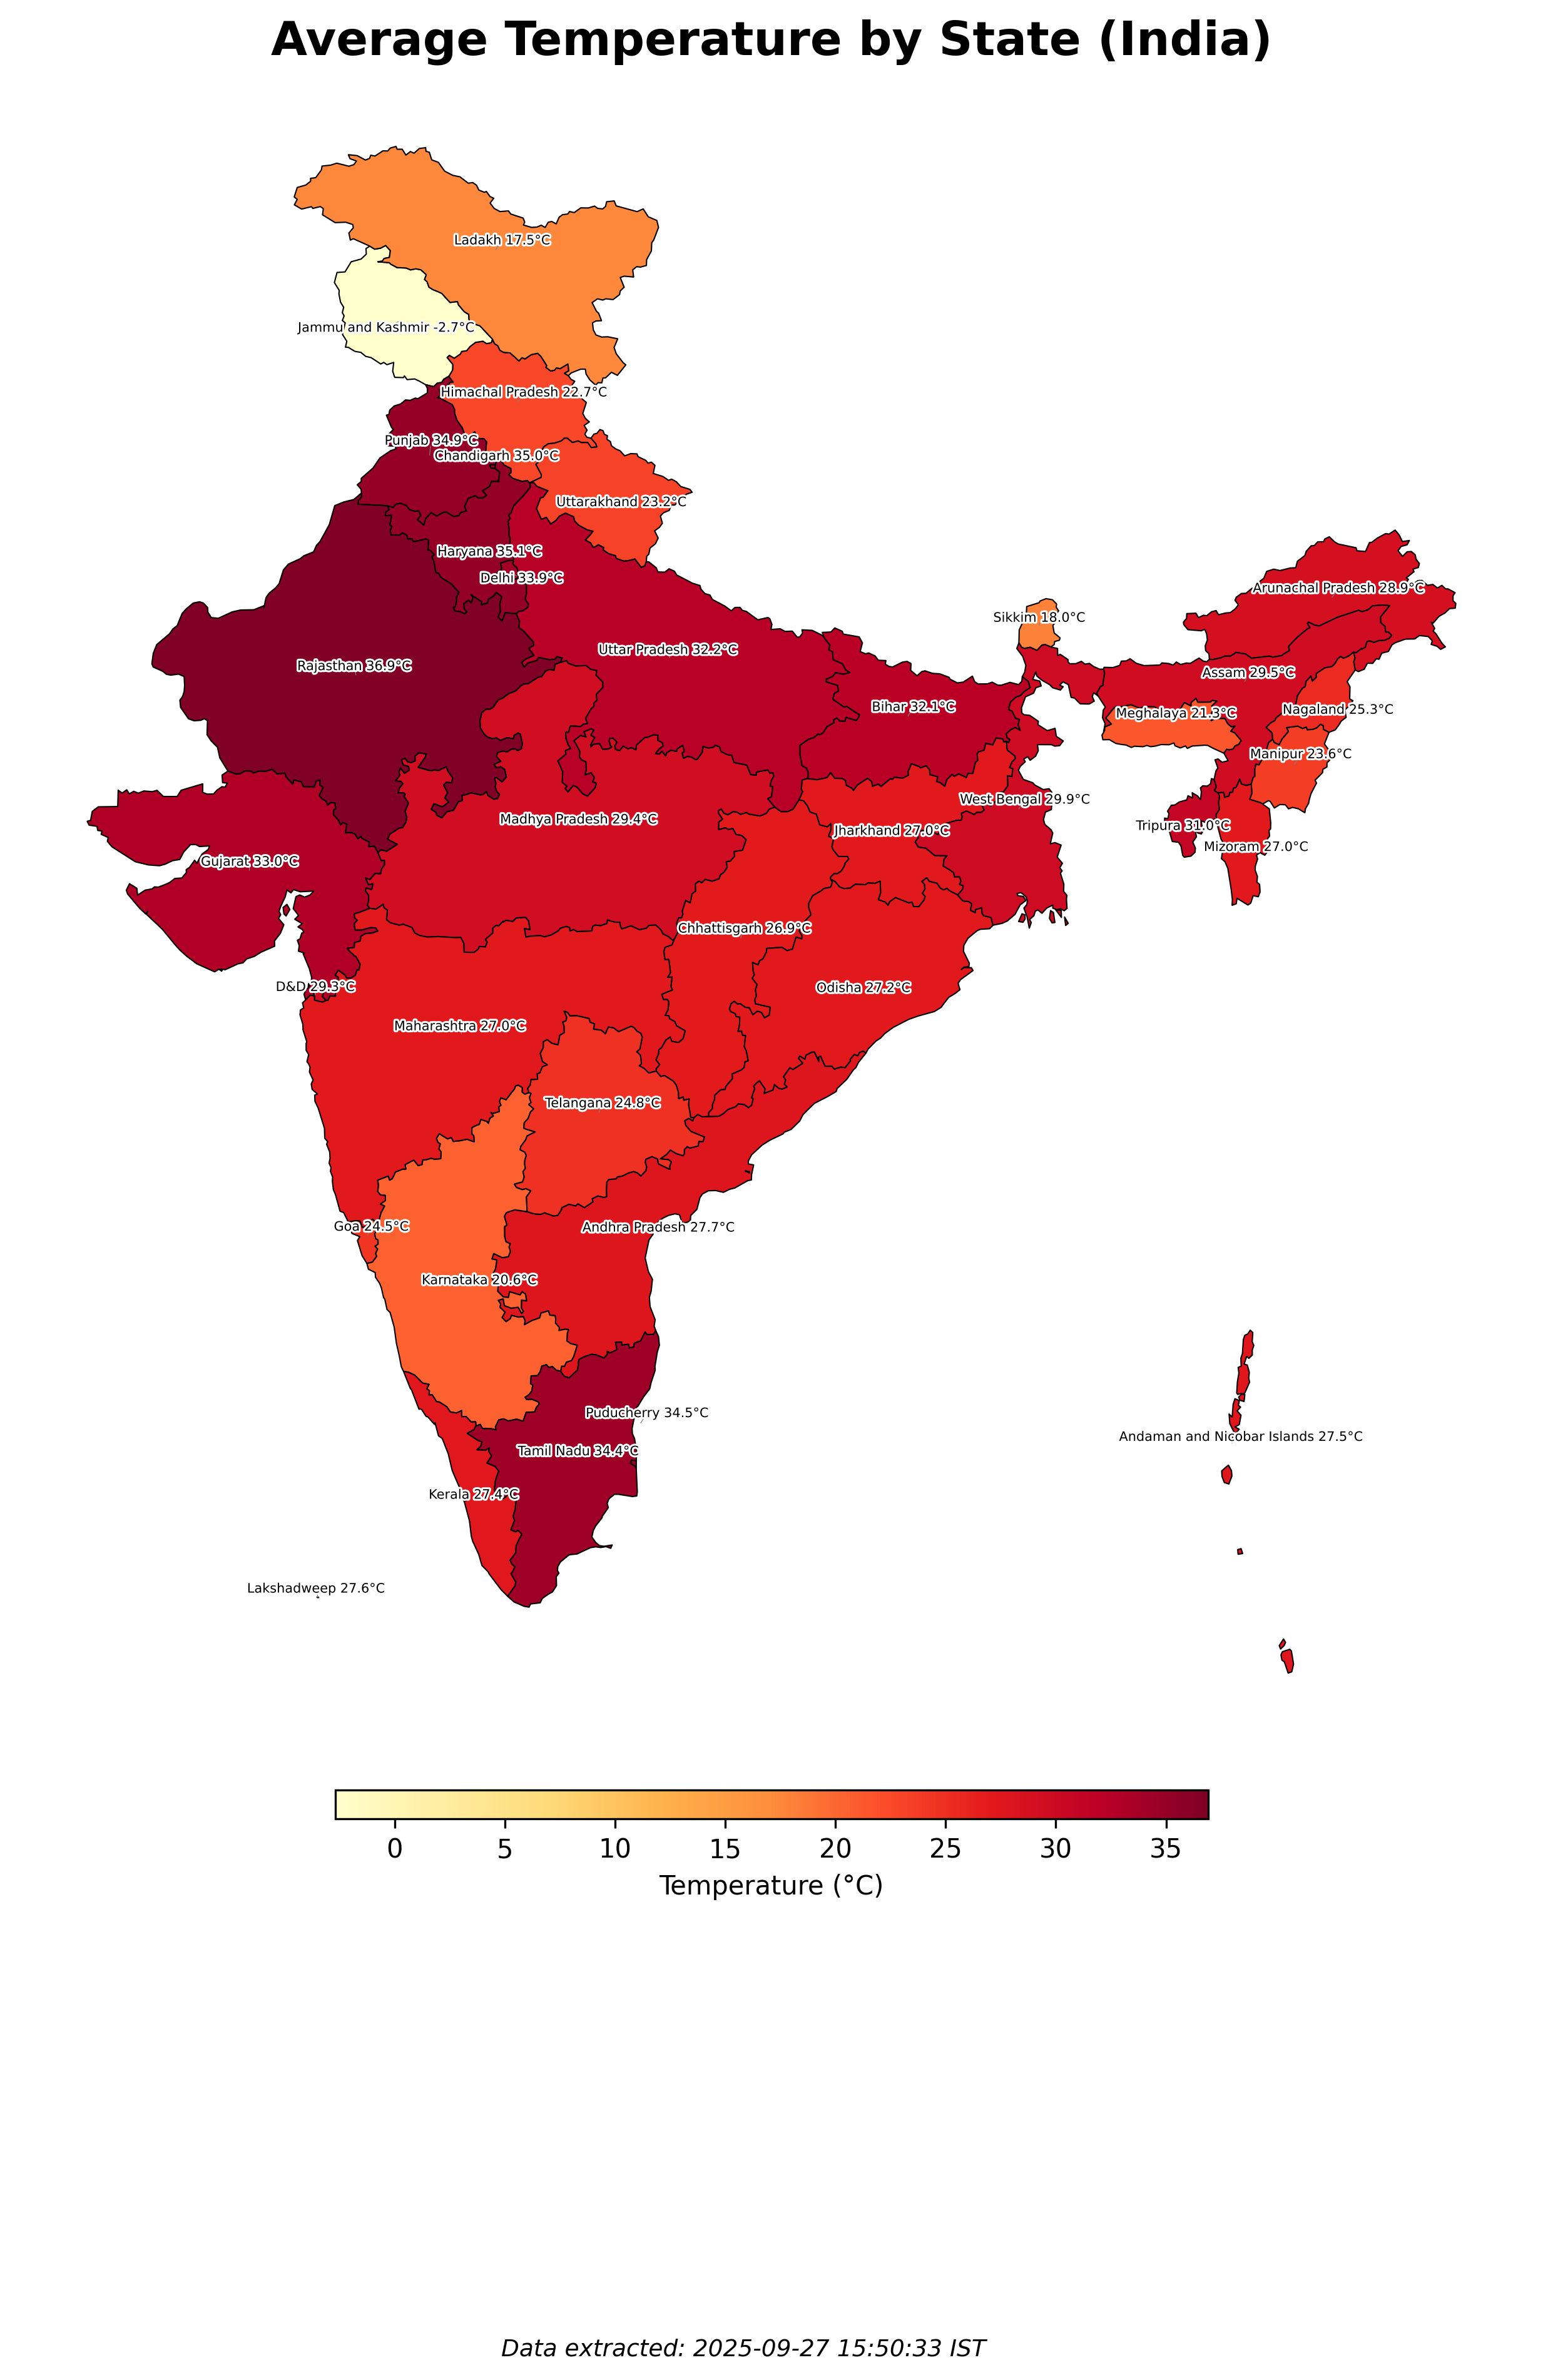 Average Temperature by State (India)
Ladakh 17.5°C
Jammu and Kashmir -2.7°C
Himachal Pradesh 22.7°C
Punjab 34.9°C
Chandigarh 35.0°C
Uttarakhand 23.2°C
Haryana 35.1°C
Delhi 33.9°C
Arunachal Pradesh 28.9°C
Sikkim 18.0°C
Uttar Pradesh 32.2°C
Rajasthan 36.9°C
Assam 29.5°C
Bihar 32.1°C
Nagaland 25.3°C
Meghalaya 21.3°C
Manipur 23.6°C
West Bengal 29.9°C
Madhya Pradesh 29.4°C
Tripura 31.0°C
Jharkhand 27.0°C
Mizoram 27.0°C
Gujarat 33.0°C
Chhattisgarh 26.9°C
D&D 29.3°C
Odisha 27.2°C
Maharashtra 27.0°C
Telangana 24.8°C
Goa 24.5°C
Andhra Pradesh 27.7°C
Karnataka 20.6°C
Puducherry 34.5°C
Andaman and Nicobar Islands 27.5°C
Tamil Nadu 34.4°C
Kerala 27.4°C
Lakshadweep 27.6°C
0 5 10 15 20 25 30 35
Temperature (°C)
Data extracted: 2025-09-27 15:50:33 IST